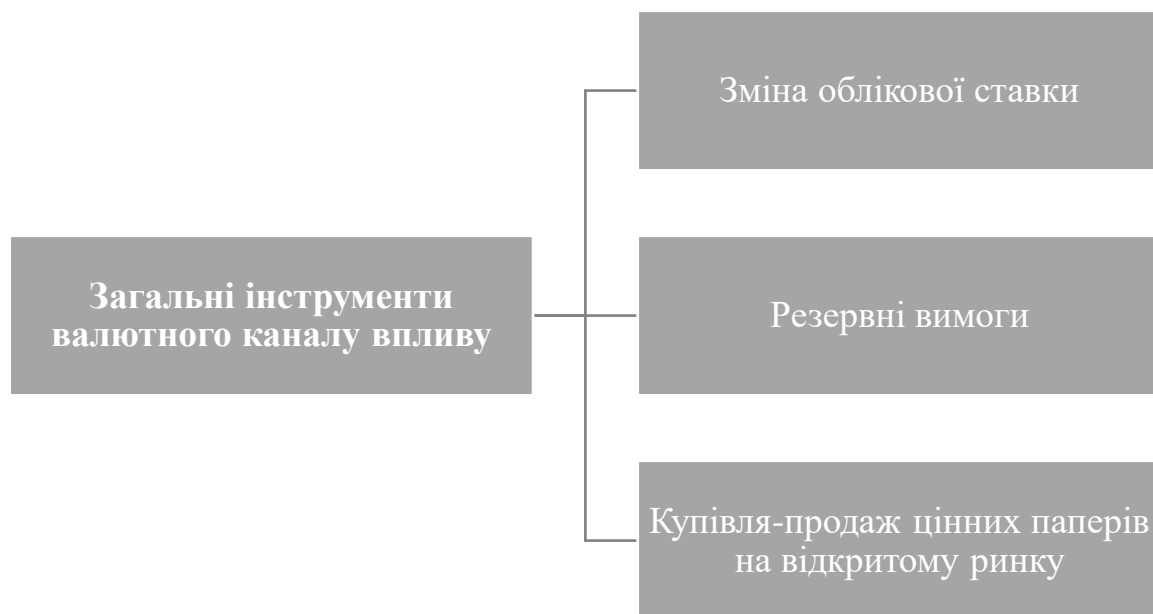 Зміна облікової ставки
Загальні інструменти
валютного каналу впливу
Резервні вимоги
Купівля-продаж цінних паперів
на відкритому ринку